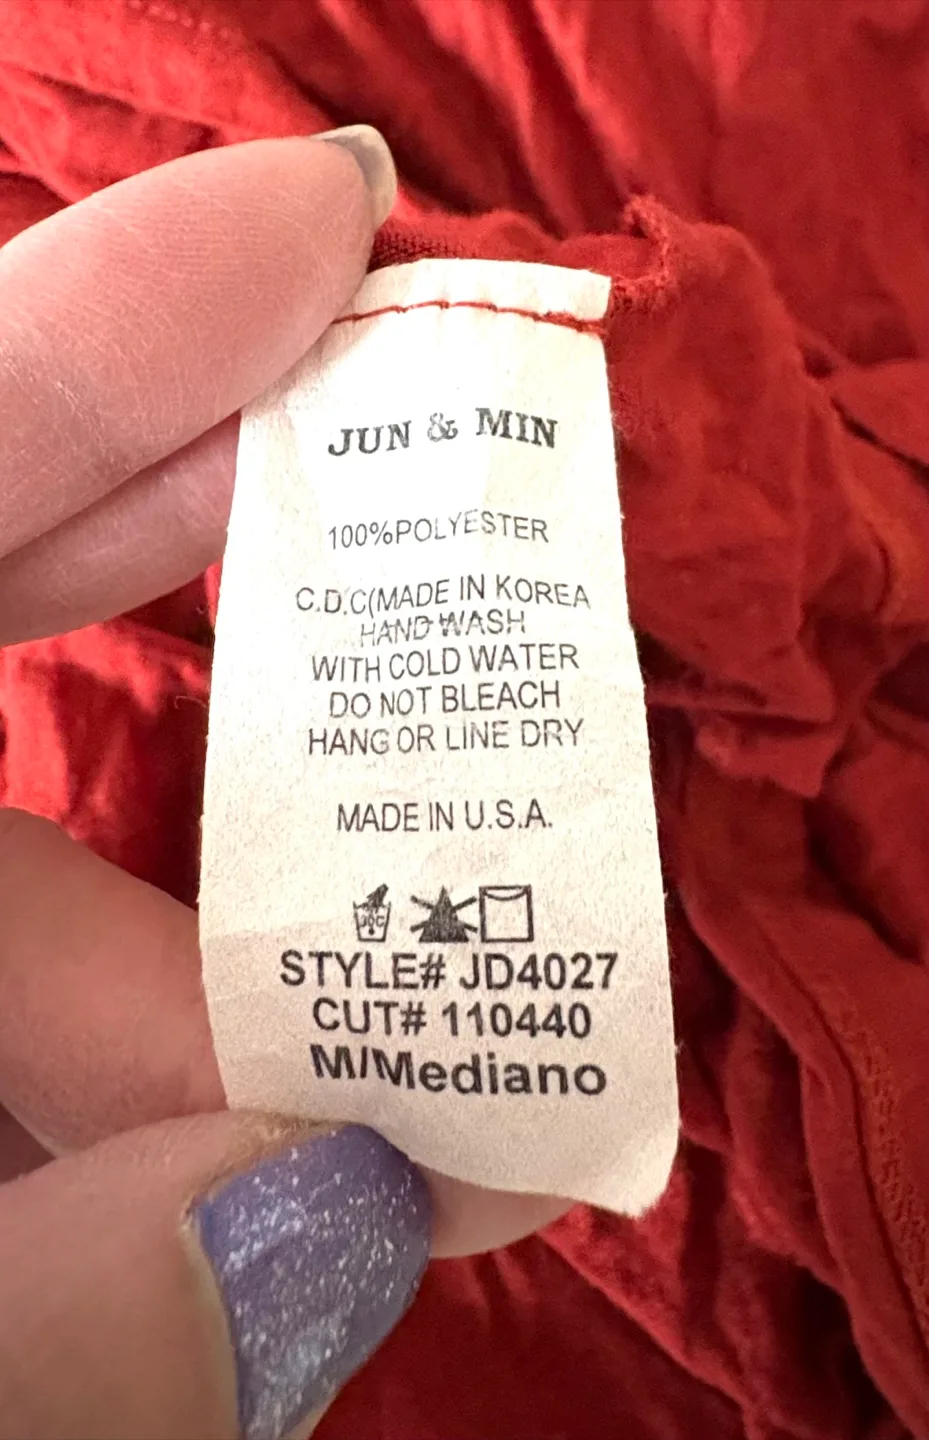 JUN & MIN
100%POLYESTER
C.D.C(MADE IN KOREA
HAND WASH
WITH COLD WATER
DO NOT BLEACH
HANG OR LINE DRY
MADE IN U.S.A.
STYLE# JD4027
CUT# 110440
M/Mediano